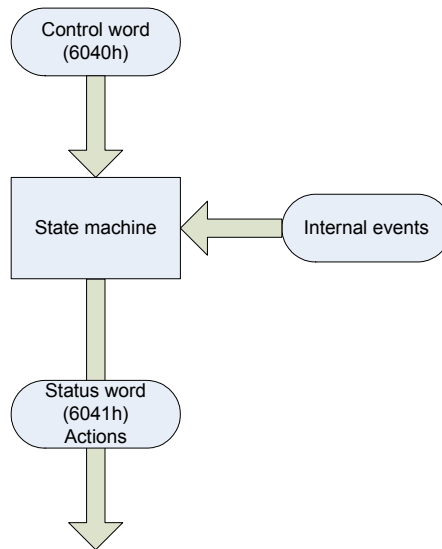 Control word
(6040h)
State machine
Internal events
Status word
(6041h)
Actions